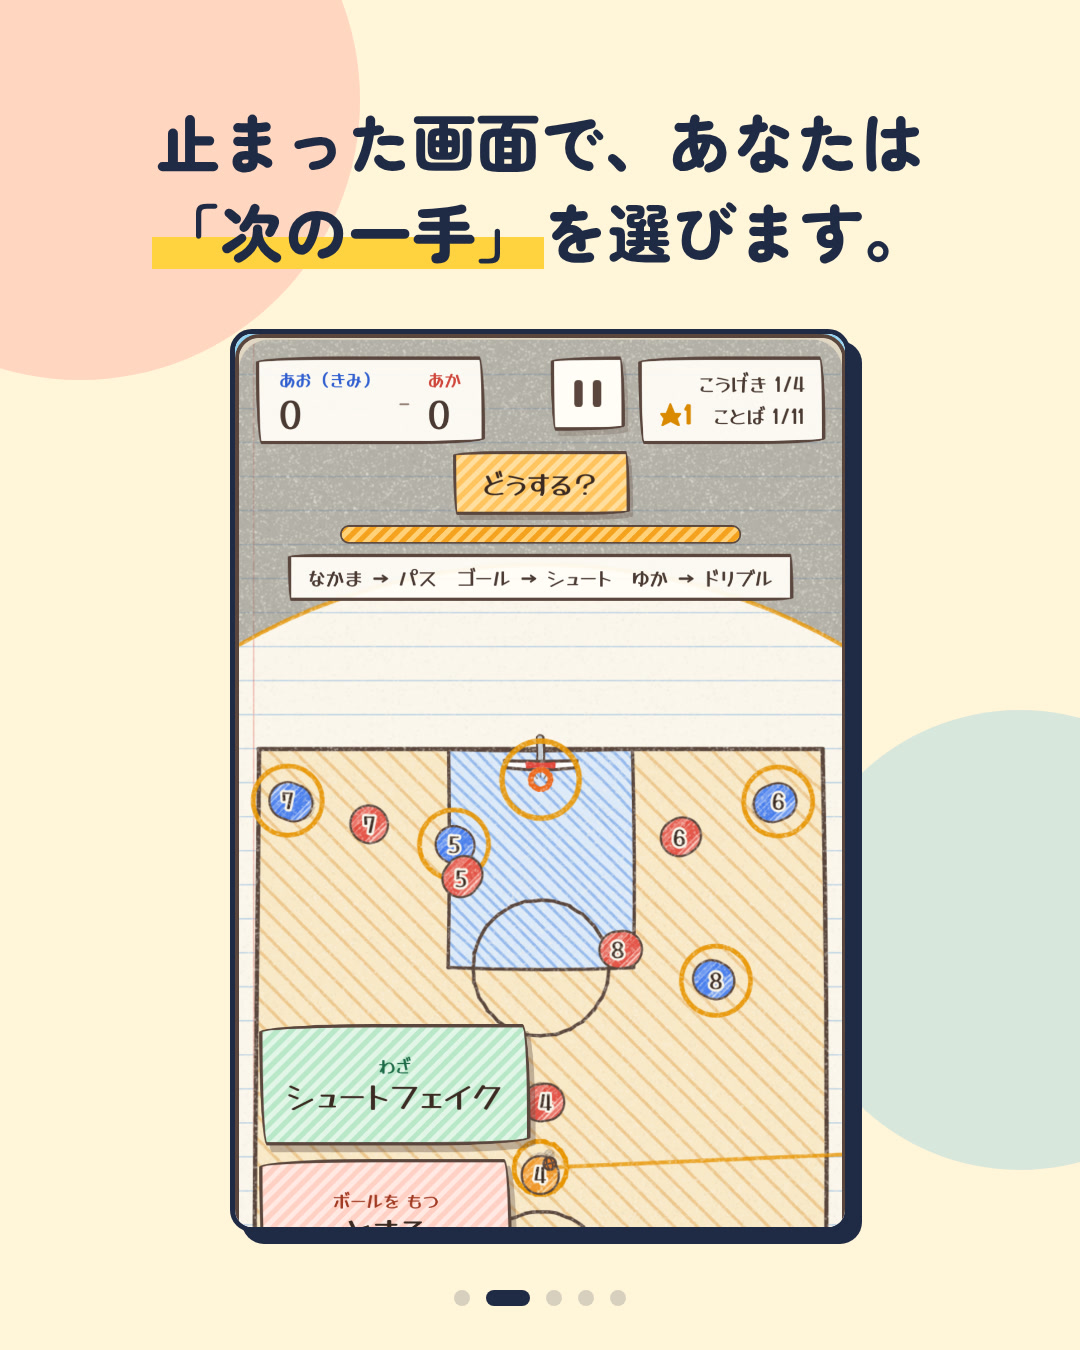 止まった画面で、あなたは
「次の一手」を選びます。
あお（きみ） あか
0 - 0
こうげき 1/4
★1 ことば 1/11
どうする？
なかま → パス ゴール → シュート ゆか → ドリブル
7
6
7
5
6
5
8
8
わざ
シュートフェイク
4
4
ボールを もつ